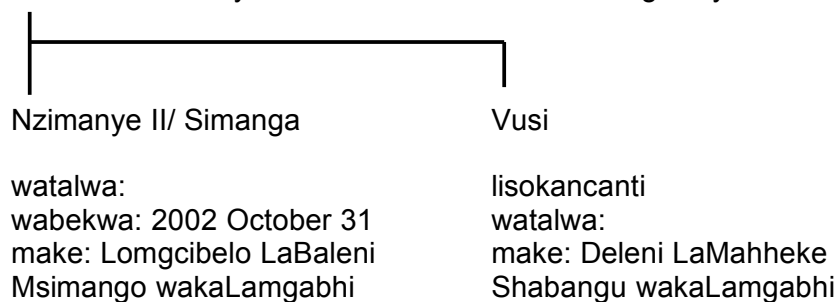 Nzimanye II/ Simanga
watalwa:
wabekwa: 2002 October 31
make: Lomgcibelo LaBaleni
Msimango wakaLamgabhi
Vusi
lisokancanti
watalwa:
make: Deleni LaMahheke
Shabangu wakaLamgabhi